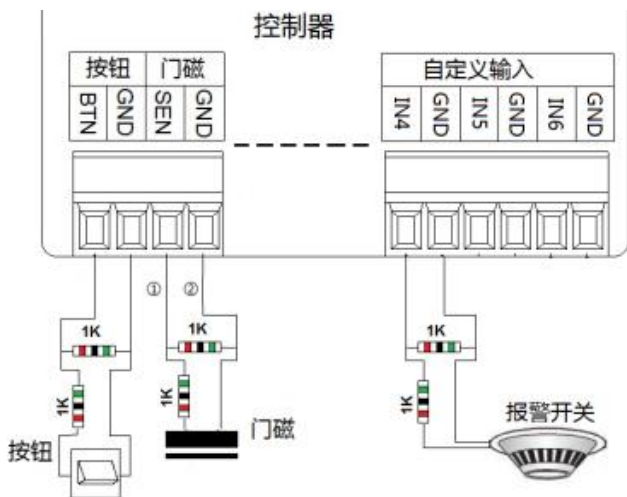 控制器
按钮 门磁 自定义输入
BTN GND SEN GND IN4 GND IN5 GND IN6 GND
① ②
1K 1K 1K
1K 1K 1K
按钮 门磁 报警开关